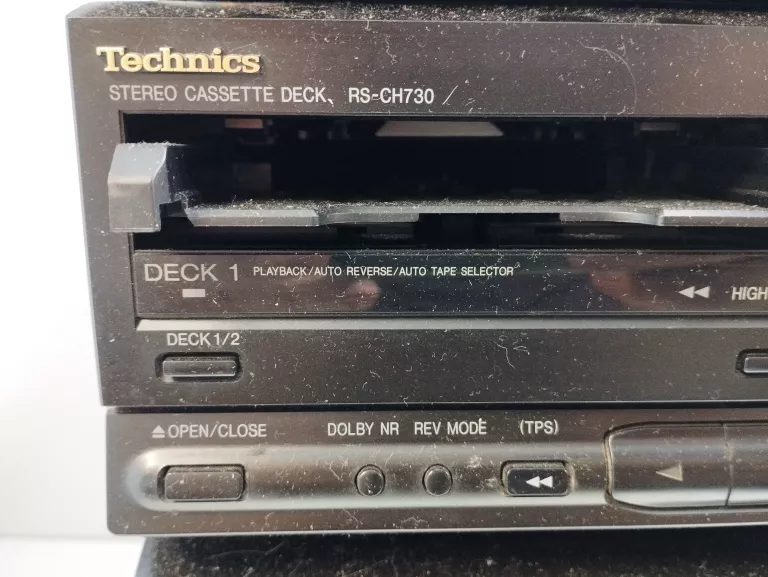 Technics
STEREO CASSETTE DECK RS-CH730
DECK 1 PLAYBACK/AUTO REVERSE/AUTO TAPE SELECTOR
HIGH
DECK 1/2
OPEN/CLOSE DOLBY NR REV MODE (TPS)